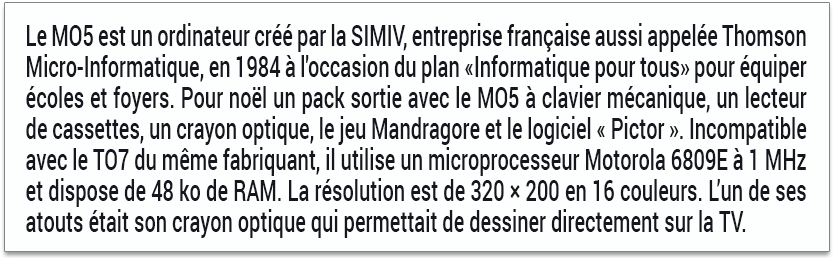 Le MO5 est un ordinateur créé par la SIMIV, entreprise française aussi appelée Thomson
Micro-Informatique, en 1984 à l'occasion du plan «Informatique pour tous» pour équiper
écoles et foyers. Pour noël un pack sortie avec le MO5 à clavier mécanique, un lecteur
de cassettes, un crayon optique, le jeu Mandragore et le logiciel « Pictor ». Incompatible
avec le TO7 du même fabriquant, il utilise un microprocesseur Motorola 6809E à 1 MHz
et dispose de 48 ko de RAM. La résolution est de 320 × 200 en 16 couleurs. L'un de ses
atouts était son crayon optique qui permettait de dessiner directement sur la TV.